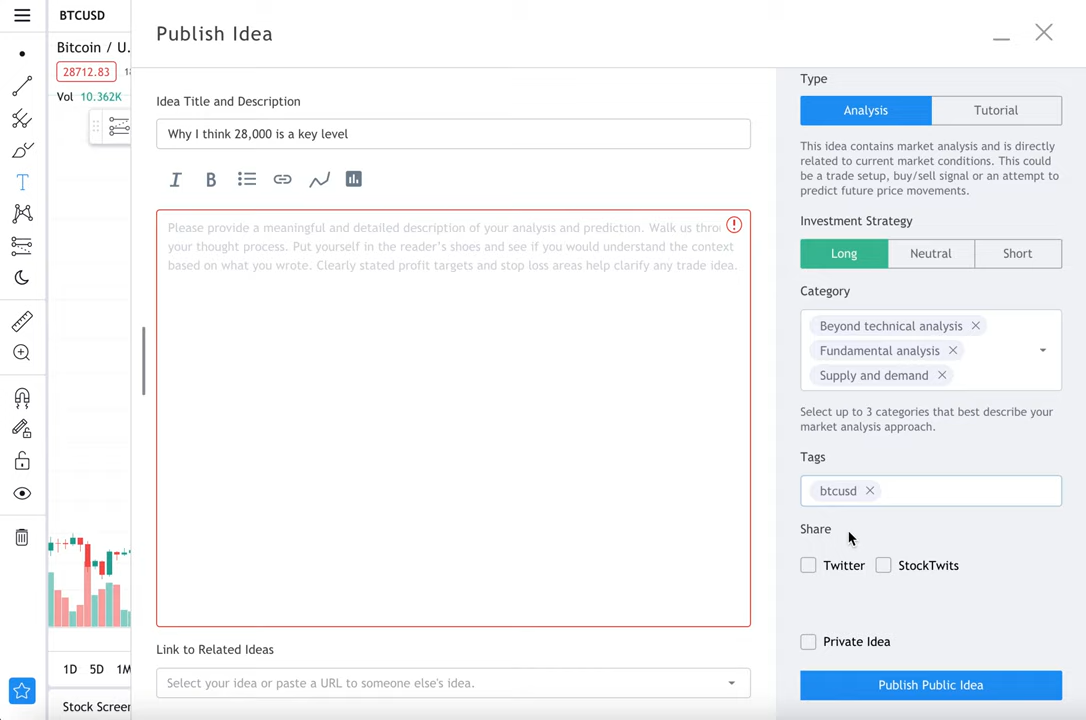 BTCUSD
Bitcoin / U.
28712.83
Vol 10.362K
1D 5D 1M
Stock Screen
Publish Idea
Idea Title and Description
Why I think 28,000 is a key level
Please provide a meaningful and detailed description of your analysis and prediction. Walk us thro
your thought process. Put yourself in the reader's shoes and see if you would understand the context
based on what you wrote. Clearly stated profit targets and stop loss areas help clarify any trade idea.
Link to Related Ideas
Select your idea or paste a URL to someone else's idea.
Type
Analysis Tutorial
This idea contains market analysis and is directly
related to current market conditions. This could
be a trade setup, buy/sell signal or an attempt to
predict future price movements.
Investment Strategy
Long Neutral Short
Category
Beyond technical analysis
Fundamental analysis
Supply and demand
Select up to 3 categories that best describe your
market analysis approach.
Tags
btcusd
Share
Twitter StockTwits
Private Idea
Publish Public Idea